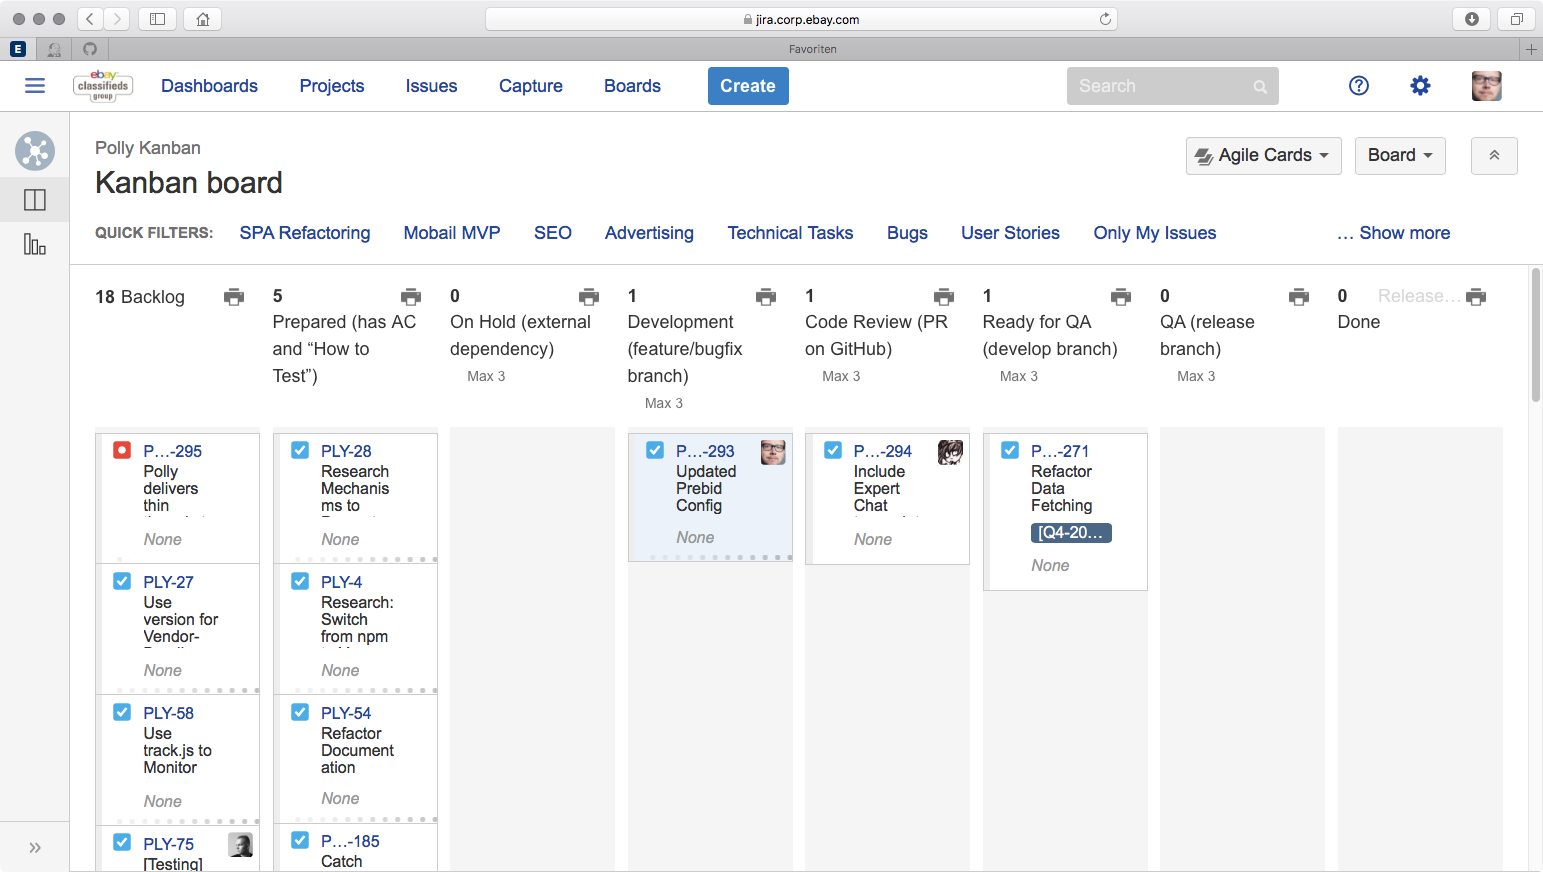 jira.corp.ebay.com
E
Favoriten
ebay
classifieds
group
Dashboards
Projects
Issues
Capture
Boards
Create
Search
Polly Kanban
Kanban board
Agile Cards
Board
QUICK FILTERS:
SPA Refactoring
Mobail MVP
SEO
Advertising
Technical Tasks
Bugs
User Stories
Only My Issues
… Show more
18 Backlog
5
Prepared (has AC
and “How to
Test”)
0
On Hold (external
dependency)
Max 3
1
Development
(feature/bugfix
branch)
Max 3
1
Code Review (PR
on GitHub)
Max 3
1
Ready for QA
(develop branch)
Max 3
0
QA (release
branch)
Max 3
0
Release…
Done
P…-295
Polly
delivers
thin
None
PLY-27
Use
version for
Vendor-
None
PLY-58
Use
track.js to
Monitor
None
PLY-75
[Testing]
PLY-28
Research
Mechanis
ms to
None
PLY-4
Research:
Switch
from npm
None
PLY-54
Refactor
Document
ation
None
P…-185
Catch
P…-293
Updated
Prebid
Config
None
P…-294
Include
Expert
Chat
None
P…-271
Refactor
Data
Fetching
[Q4-20…
None